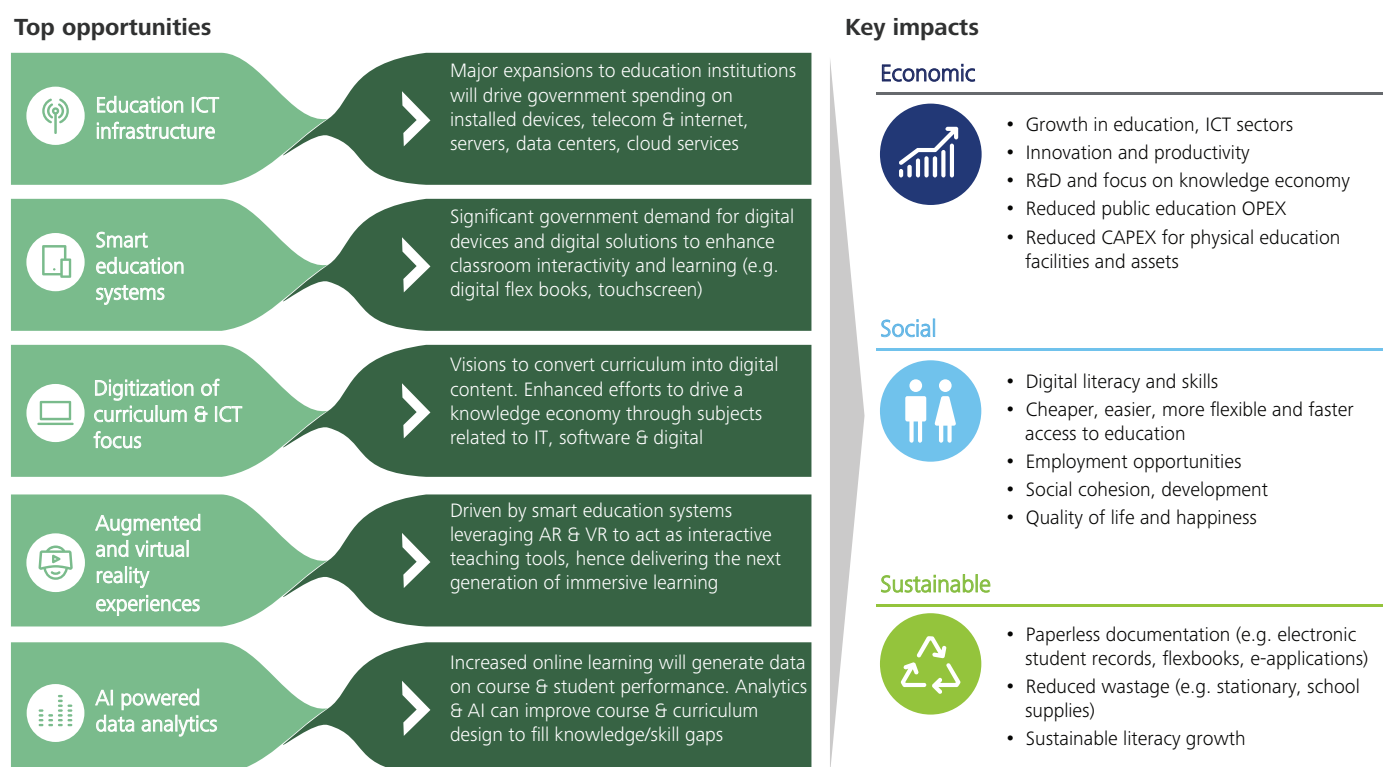 Top opportunities
Education ICT
infrastructure
Major expansions to education institutions
will drive government spending on
installed devices, telecom & internet,
servers, data centers, cloud services
Smart
education
systems
Significant government demand for digital
devices and digital solutions to enhance
classroom interactivity and learning (e.g.
digital flex books, touchscreen)
Digitization of
curriculum & ICT
focus
Visions to convert curriculum into digital
content. Enhanced efforts to drive a
knowledge economy through subjects
related to IT, software & digital
Augmented
and virtual
reality
experiences
Driven by smart education systems
leveraging AR & VR to act as interactive
teaching tools, hence delivering the next
generation of immersive learning
AI powered
data analytics
Increased online learning will generate data
on course & student performance. Analytics
& AI can improve course & curriculum
design to fill knowledge/skill gaps
Key impacts
Economic
• Growth in education, ICT sectors
• Innovation and productivity
• R&D and focus on knowledge economy
• Reduced public education OPEX
• Reduced CAPEX for physical education
facilities and assets
Social
• Digital literacy and skills
• Cheaper, easier, more flexible and faster
access to education
• Employment opportunities
• Social cohesion, development
• Quality of life and happiness
Sustainable
• Paperless documentation (e.g. electronic
student records, flexbooks, e-applications)
• Reduced wastage (e.g. stationary, school
supplies)
• Sustainable literacy growth